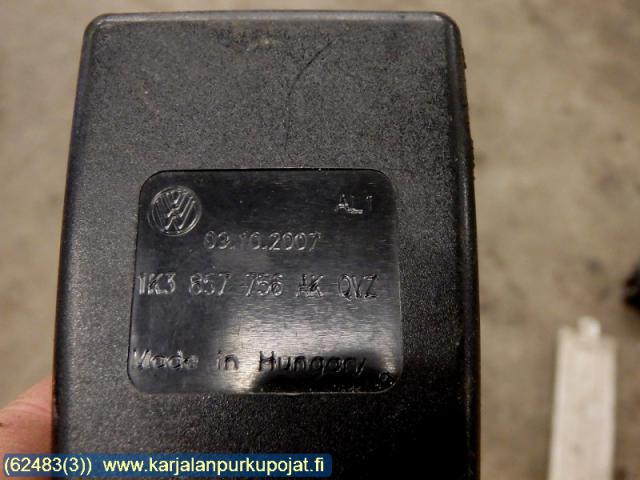 AL1
09.10.2007
1K3 857 756 AK QVZ
Made in Hungary
(62483(3)) www.karjalanpurkupojat.fi